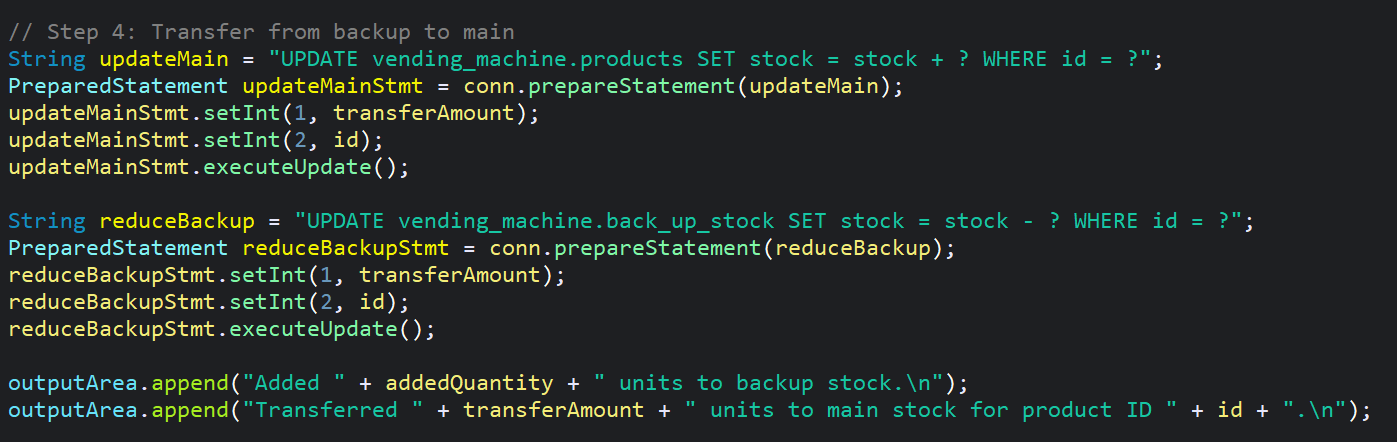 // Step 4: Transfer from backup to main
String updateMain = "UPDATE vending_machine.products SET stock = stock + ? WHERE id = ?";
PreparedStatement updateMainStmt = conn.prepareStatement(updateMain);
updateMainStmt.setInt(1, transferAmount);
updateMainStmt.setInt(2, id);
updateMainStmt.executeUpdate();

String reduceBackup = "UPDATE vending_machine.back_up_stock SET stock = stock - ? WHERE id = ?";
PreparedStatement reduceBackupStmt = conn.prepareStatement(reduceBackup);
reduceBackupStmt.setInt(1, transferAmount);
reduceBackupStmt.setInt(2, id);
reduceBackupStmt.executeUpdate();

outputArea.append("Added " + addedQuantity + " units to backup stock.\n");
outputArea.append("Transferred " + transferAmount + " units to main stock for product ID " + id + ".\n");